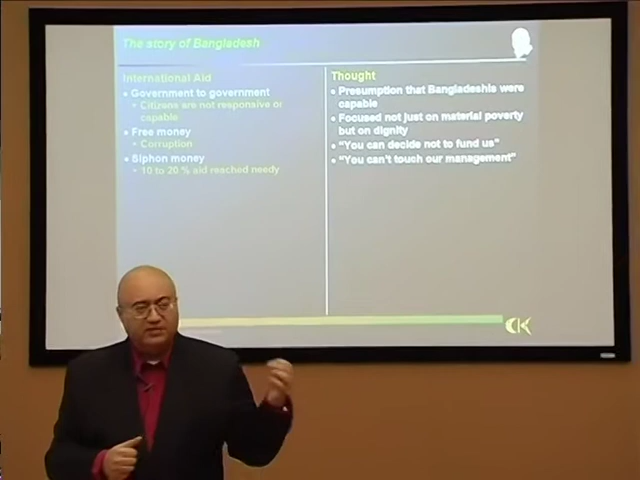 The story of Bangladesh
International Aid
• Government to government
• Citizens are not responsive or
capable
• Free money
• Corruption
• Siphon money
• 10 to 20 % aid reached needy
Thought
• Presumption that Bangladeshis were
capable
• Focused not just on material poverty
but on dignity
• “You can decide not to fund us”
• “You can't touch our management”
CK